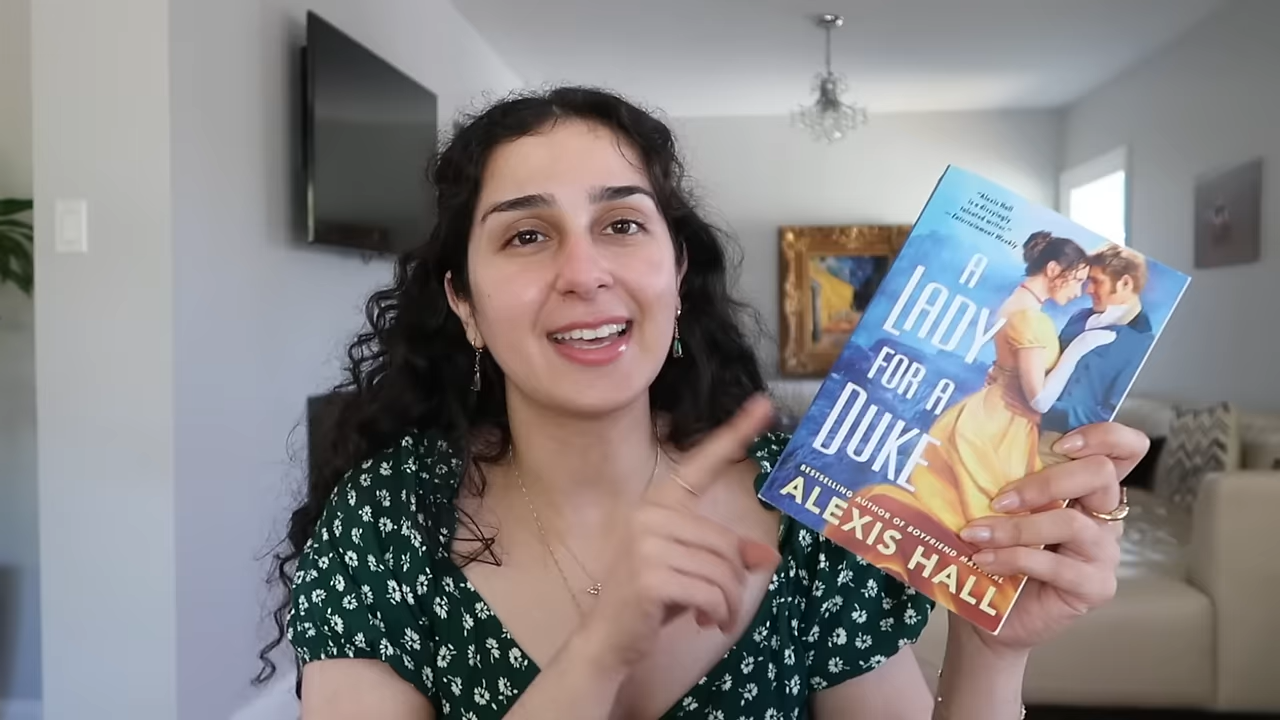 "Alexis Hall
is a dizzyingly
talented writer."
—Entertainment Weekly
A
LADY
FOR A
DUKE
BESTSELLING AUTHOR OF BOYFRIEND MATERIAL
ALEXIS HALL